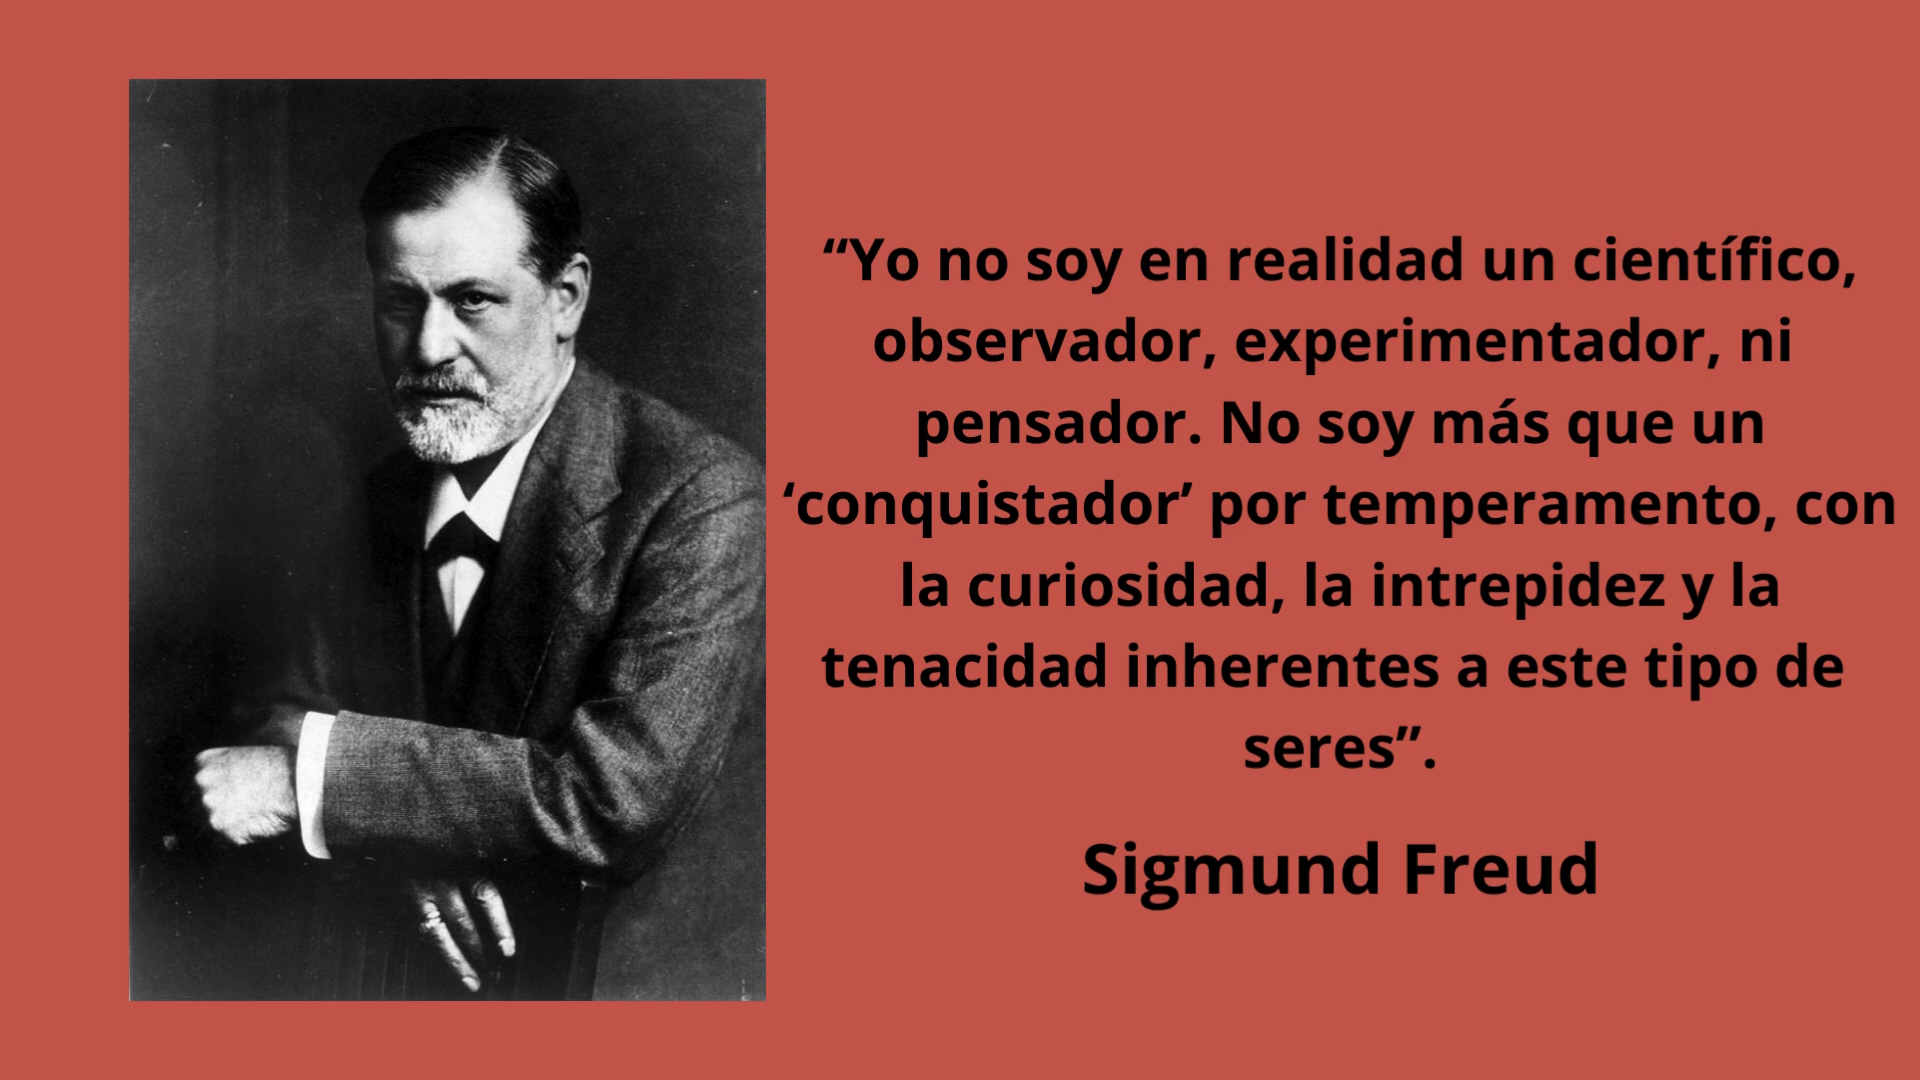 “Yo no soy en realidad un científico,
observador, experimentador, ni
pensador. No soy más que un
‘conquistador’ por temperamento, con
la curiosidad, la intrepidez y la
tenacidad inherentes a este tipo de
seres”.
Sigmund Freud